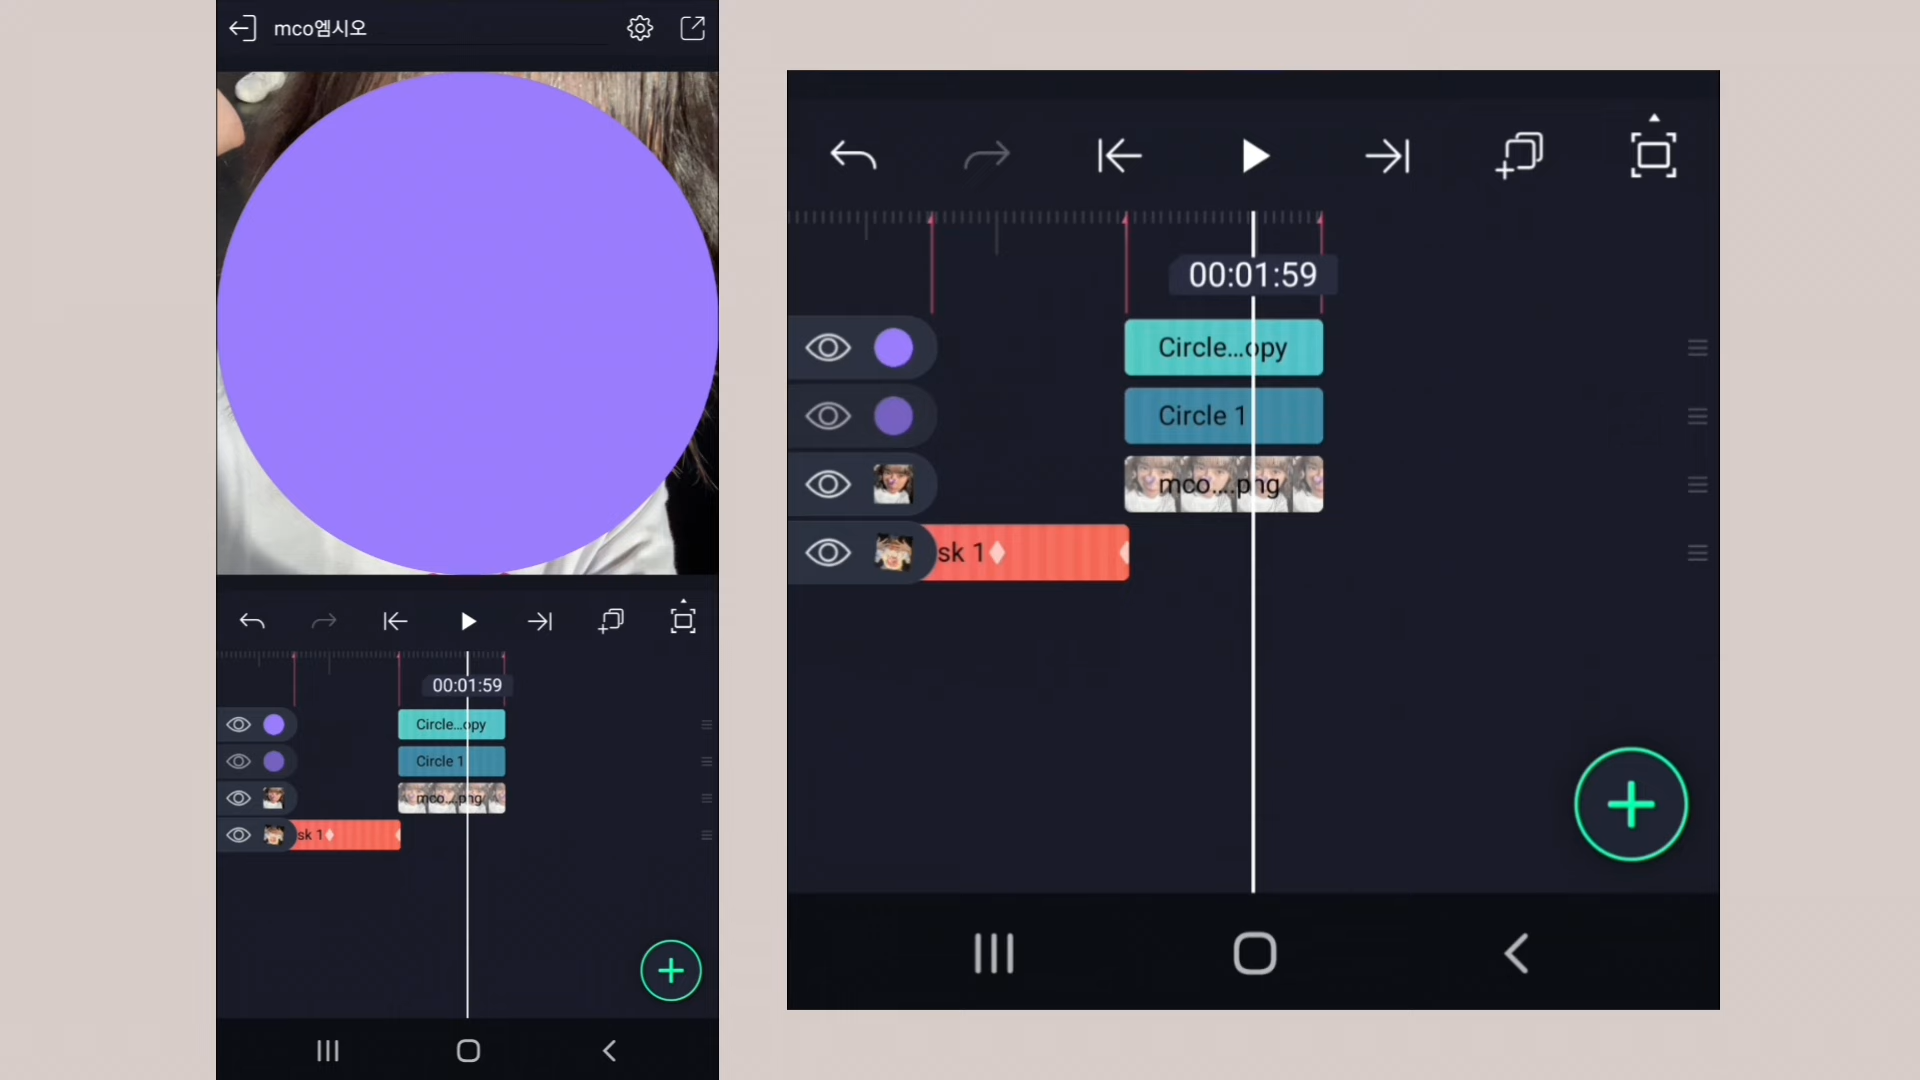 mco엠시오
00:01:59
Circle...opy
Circle 1
mco....png
sk 1
00:01:59
Circle...opy
Circle 1
mco....png
sk 1